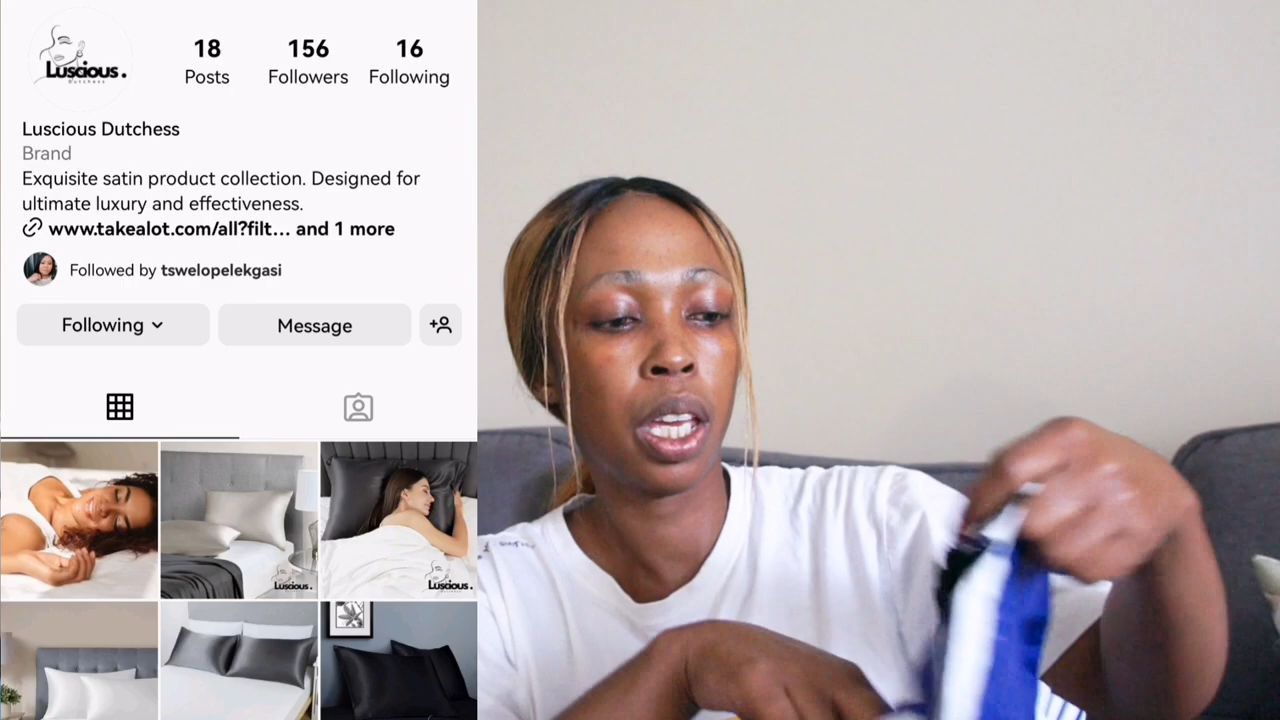 Luscious.
Dutchess
18
Posts
156
Followers
16
Following
Luscious Dutchess
Brand
Exquisite satin product collection. Designed for
ultimate luxury and effectiveness.
www.takealot.com/all?filt... and 1 more
Followed by tswelopelekgasi
Following
Message
Luscious.
Luscious.